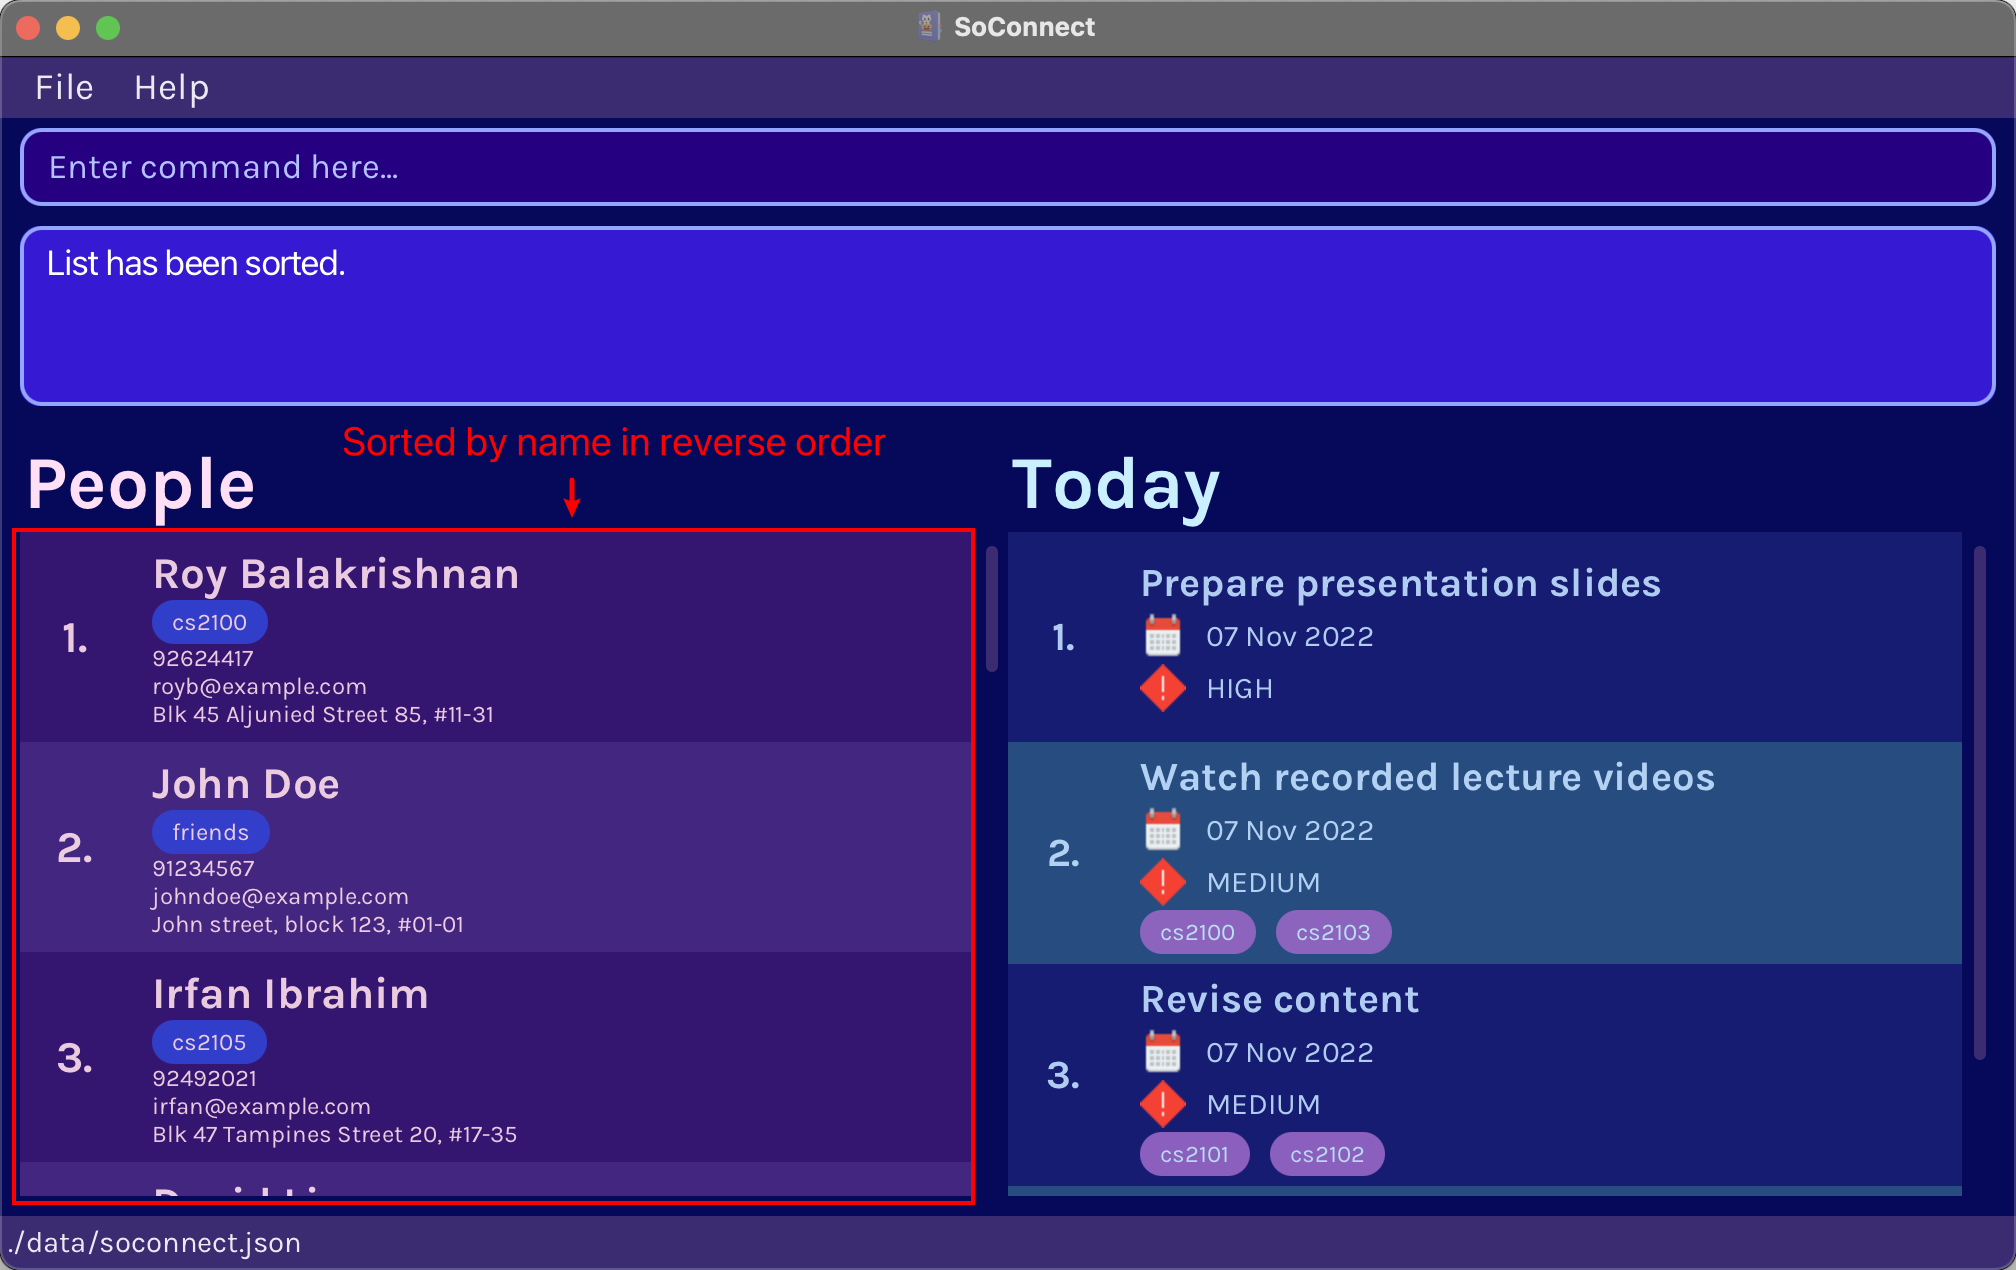 SoConnect
File Help
Enter command here...
List has been sorted.
Sorted by name in reverse order
People
1.
Roy Balakrishnan
cs2100
92624417
royb@example.com
Blk 45 Aljunied Street 85, #11-31
2.
John Doe
friends
91234567
johndoe@example.com
John street, block 123, #01-01
3.
Irfan Ibrahim
cs2105
92492021
irfan@example.com
Blk 47 Tampines Street 20, #17-35
Today
1.
Prepare presentation slides
07 Nov 2022
HIGH
2.
Watch recorded lecture videos
07 Nov 2022
MEDIUM
cs2100 cs2103
3.
Revise content
07 Nov 2022
MEDIUM
cs2101 cs2102
./data/soconnect.json